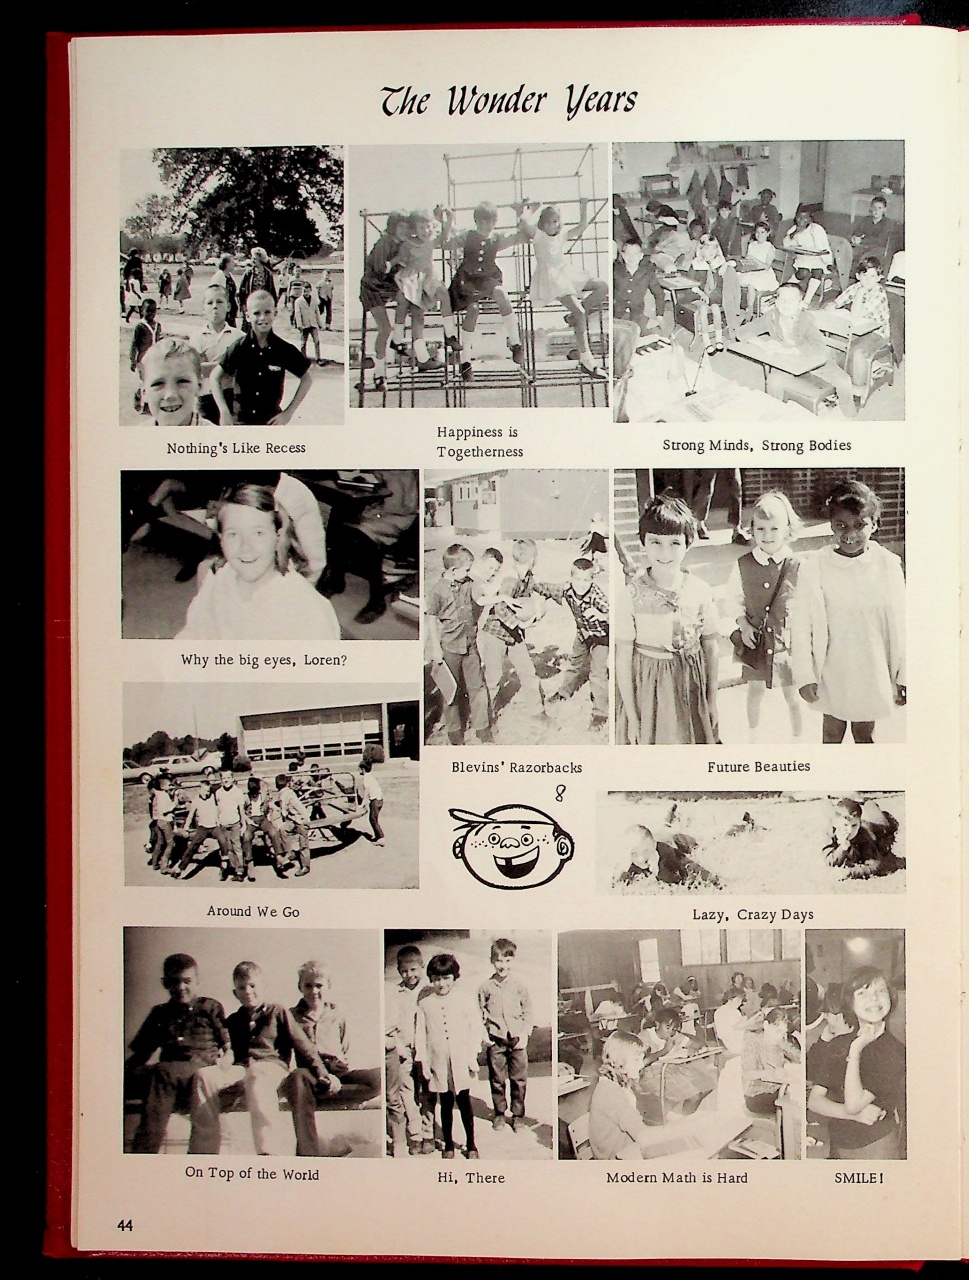 The Wonder Years
Nothing's Like Recess
Happiness is
Togetherness
Strong Minds, Strong Bodies
Why the big eyes, Loren?
Blevins' Razorbacks
Future Beauties
8
Around We Go
Lazy, Crazy Days
On Top of the World
Hi, There
Modern Math is Hard
SMILE!
44